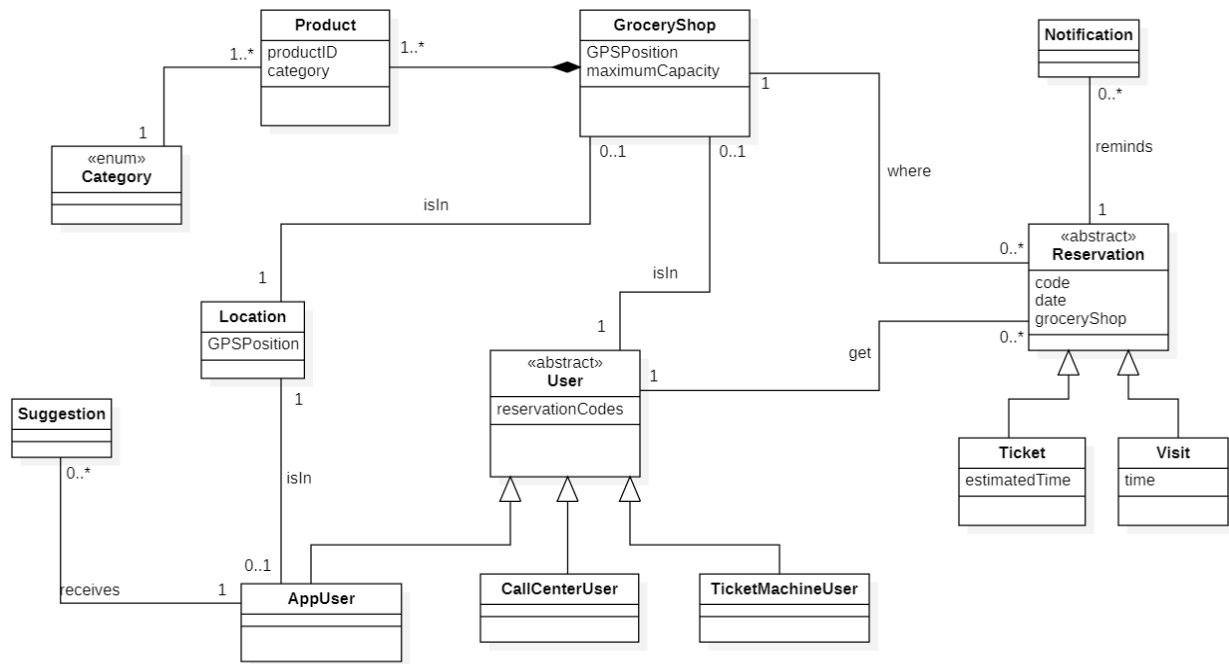 Product
productID
category
GroceryShop
GPSPosition
maximumCapacity
Notification
1..*
1..*
1
0..*
1
«enum»
Category
0..1
0..1
reminds
where
isIn
1
«abstract»
Reservation
code
date
groceryShop
0..*
isIn
1
Location
GPSPosition
1
1
0..*
get
«abstract»
User
reservationCodes
1
Suggestion
0..*
isIn
Ticket
estimatedTime
Visit
time
0..1
receives
1
AppUser
CallCenterUser
TicketMachineUser